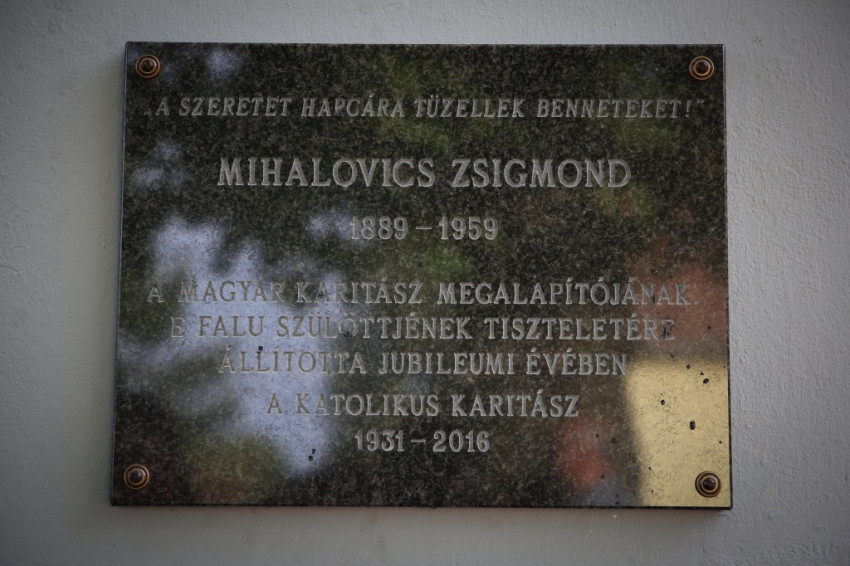 „A SZERETET HARCÁRA TÜZELLEK BENNETEKET!”
MIHALOVICS ZSIGMOND
1889 – 1959
A MAGYAR KARITÁSZ MEGALAPÍTÓJÁNAK,
E FALU SZÜLÖTTJÉNEK TISZTELETÉRE
ÁLLÍTOTTA JUBILEUMI ÉVÉBEN
A KATOLIKUS KARITÁSZ
1931 – 2016